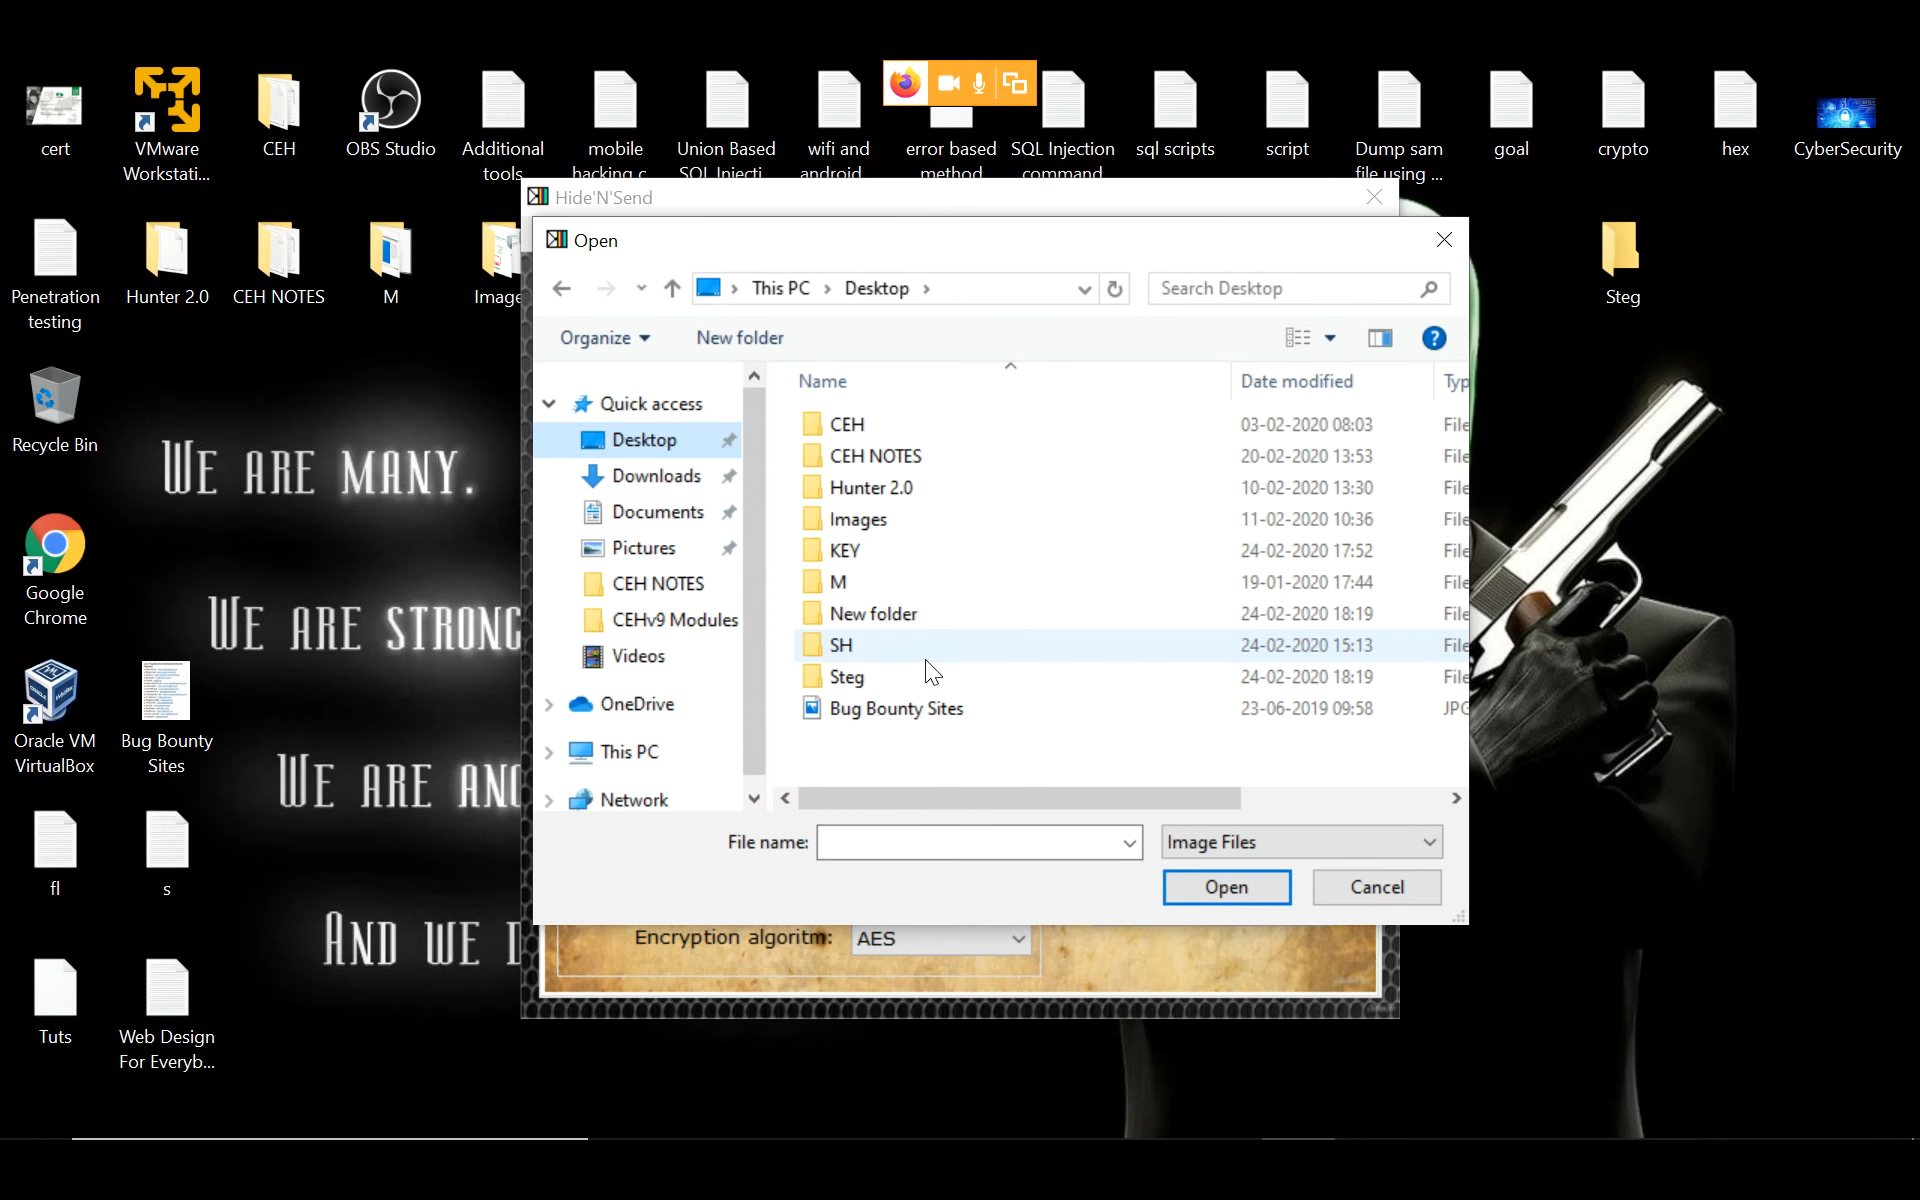 cert
VMware
Workstati...
CEH
OBS Studio
Additional
tools
mobile
hacking c
Union Based
SQL Injecti
wifi and
android
error based
method
SQL Injection
command
sql scripts
script
Dump sam
file using ...
goal
crypto
hex
CyberSecurity
Penetration
testing
Hunter 2.0
CEH NOTES
M
Image
Steg
Recycle Bin
Google
Chrome
Oracle VM
VirtualBox
Bug Bounty
Sites
fl
s
Tuts
Web Design
For Everyb...
WE ARE MANY.
WE ARE STRONG
WE ARE ANO
AND WE D
Hide'N'Send
Open
This PC > Desktop >
Search Desktop
Organize
New folder
?
Quick access
Desktop
Downloads
Documents
Pictures
CEH NOTES
CEHv9 Modules
Videos
OneDrive
This PC
Network
Name Date modified Typ
CEH 03-02-2020 08:03 File
CEH NOTES 20-02-2020 13:53 File
Hunter 2.0 10-02-2020 13:30 File
Images 11-02-2020 10:36 File
KEY 24-02-2020 17:52 File
M 19-01-2020 17:44 File
New folder 24-02-2020 18:19 File
SH 24-02-2020 15:13 File
Steg 24-02-2020 18:19 File
Bug Bounty Sites 23-06-2019 09:58 JPG
File name:
Image Files
Open
Cancel
Encryption algoritm: AES